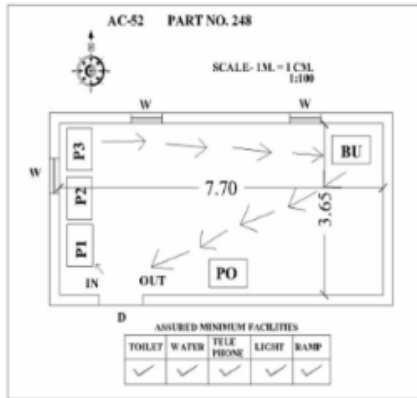 AC-52 PART NO. 248
N
SCALE- 1M. = 1 CM.
1:100
W W
W
P3
BU
P2
7.70
3.65
P1
IN OUT PO
D
ASSURED MINIMUM FACILITIES
TOILET WATER TELE PHONE LIGHT RAMP